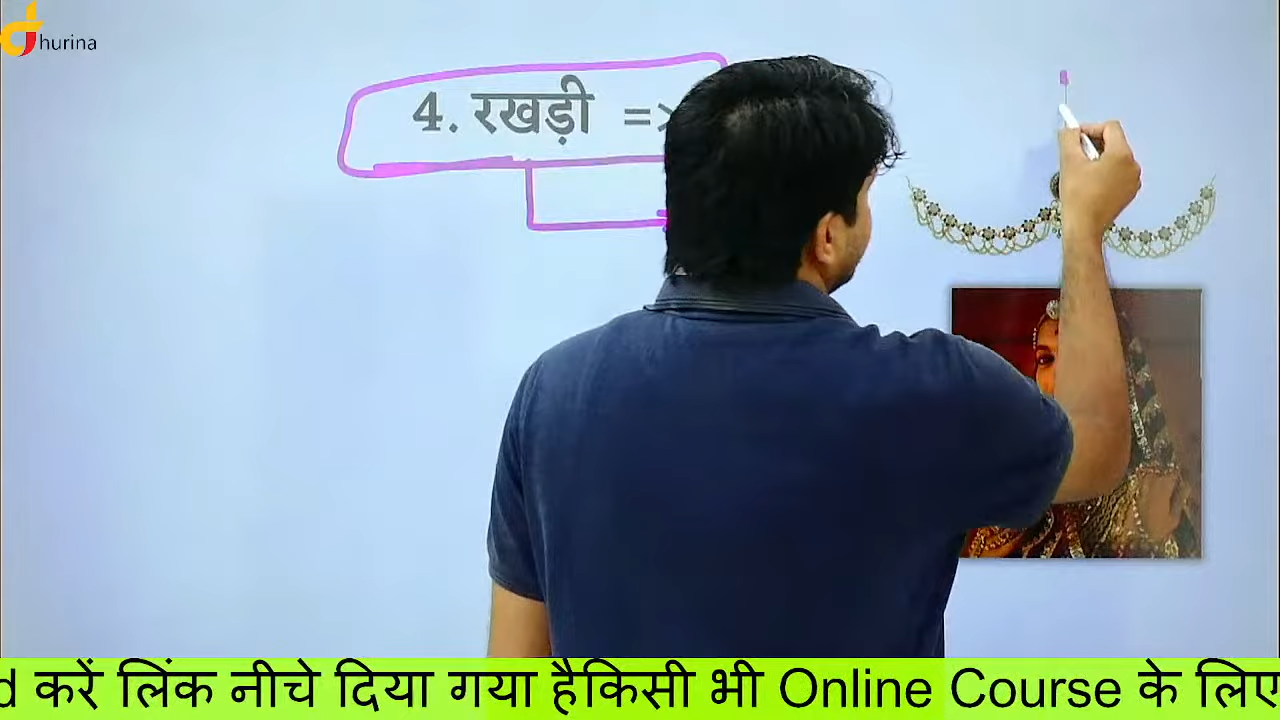 hurina
4. रखड़ी =>
d करें लिंक नीचे दिया गया हैकिसी भी Online Course के लिए